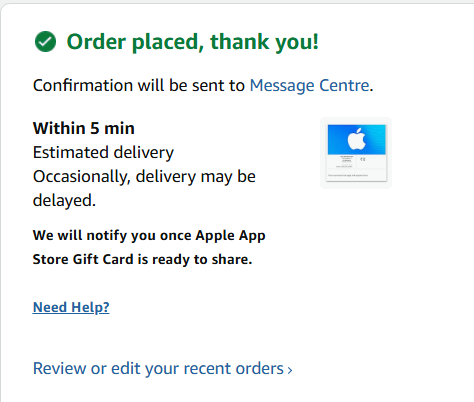 Order placed, thank you!
Confirmation will be sent to Message Centre.
Within 5 min
Estimated delivery
Occasionally, delivery may be
delayed.
We will notify you once Apple App
Store Gift Card is ready to share.
Need Help?
Review or edit your recent orders ›